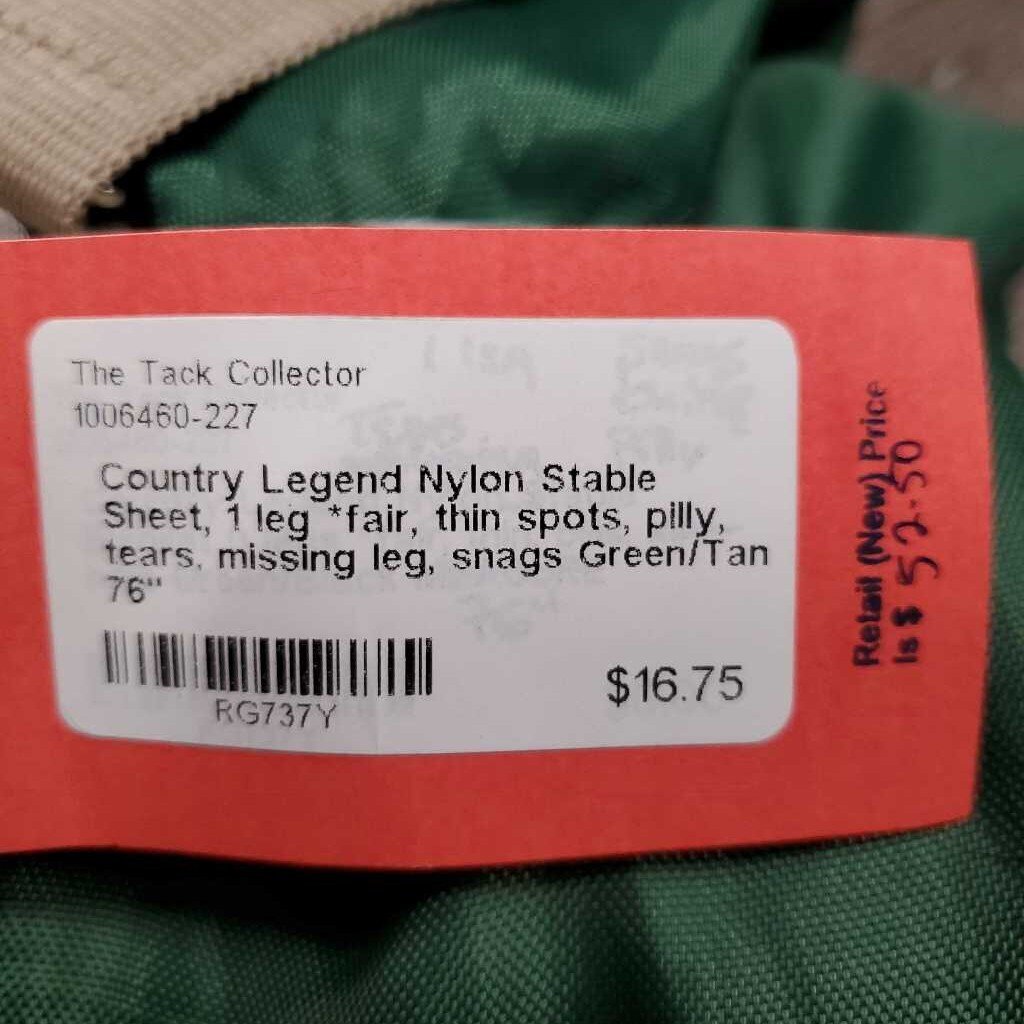 The Tack Collector
1006460-227
Country Legend Nylon Stable
Sheet, 1 leg *fair, thin spots, pilly,
tears, missing leg, snags Green/Tan
76"
RG737Y
$16.75
Retail (New) Price
Is $ 52.50